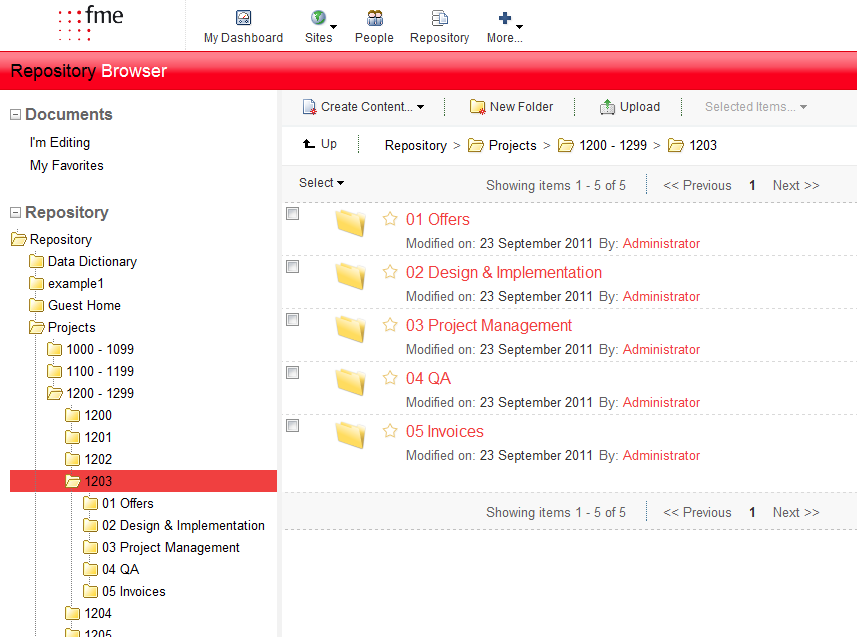 fme
My Dashboard Sites People Repository More...
Repository Browser
Documents
I'm Editing
My Favorites
Repository
Repository
Data Dictionary
example1
Guest Home
Projects
1000 - 1099
1100 - 1199
1200 - 1299
1200
1201
1202
1203
01 Offers
02 Design & Implementation
03 Project Management
04 QA
05 Invoices
1204
1205
Create Content... New Folder Upload Selected Items...
Up Repository > Projects > 1200 - 1299 > 1203
Select Showing items 1 - 5 of 5 << Previous 1 Next >>
01 Offers
Modified on: 23 September 2011 By: Administrator
02 Design & Implementation
Modified on: 23 September 2011 By: Administrator
03 Project Management
Modified on: 23 September 2011 By: Administrator
04 QA
Modified on: 23 September 2011 By: Administrator
05 Invoices
Modified on: 23 September 2011 By: Administrator
Showing items 1 - 5 of 5 << Previous 1 Next >>